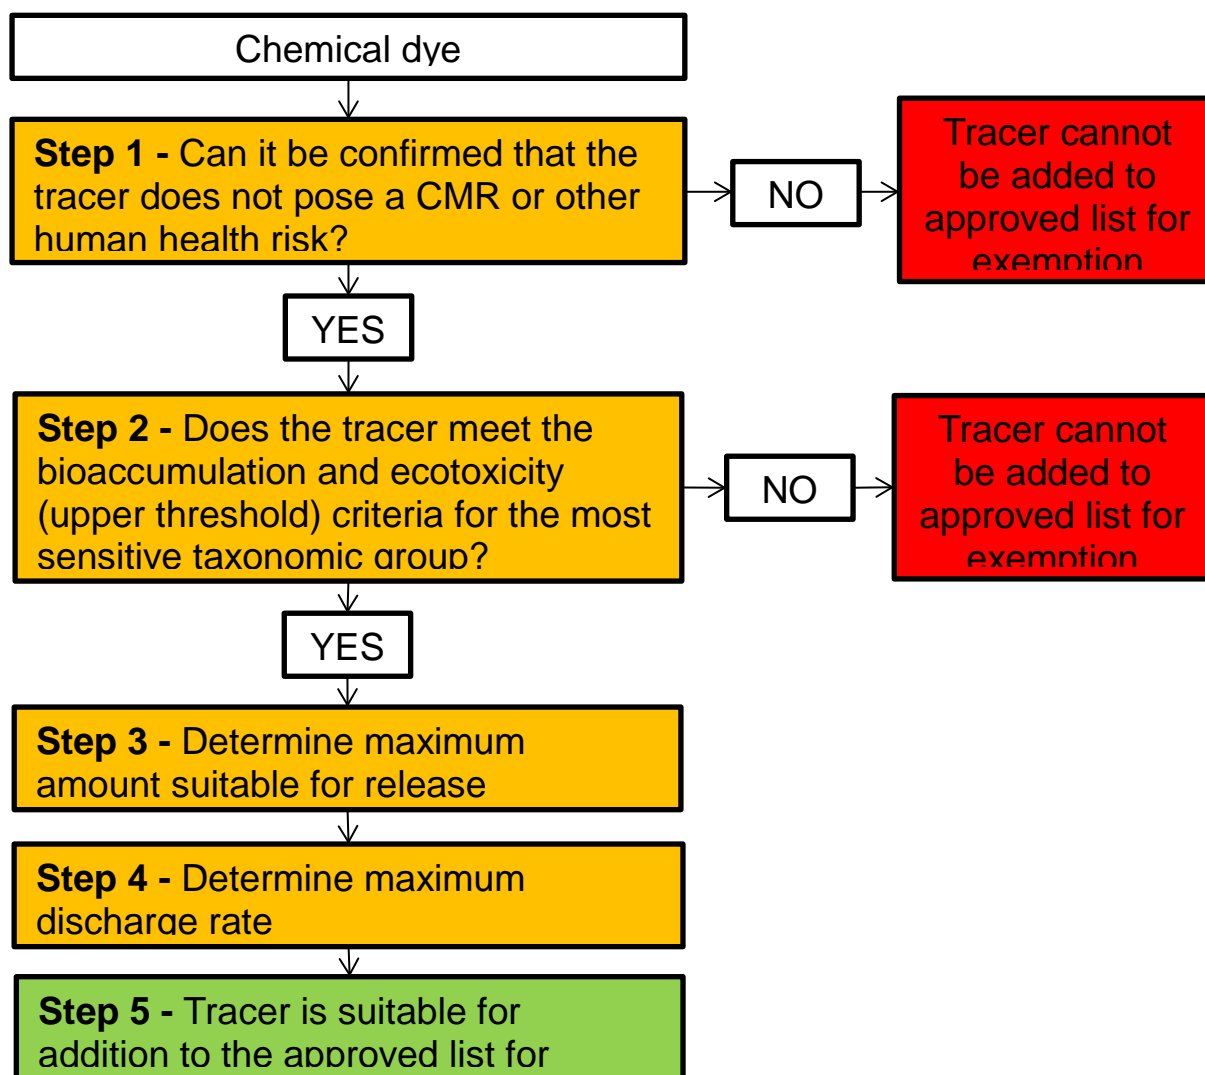 Chemical dye
Step 1 - Can it be confirmed that the
tracer does not pose a CMR or other
human health risk?
NO
Tracer cannot
be added to
approved list for
exemption
YES
Step 2 - Does the tracer meet the
bioaccumulation and ecotoxicity
(upper threshold) criteria for the most
sensitive taxonomic group?
NO
Tracer cannot
be added to
approved list for
exemption
YES
Step 3 - Determine maximum
amount suitable for release
Step 4 - Determine maximum
discharge rate
Step 5 - Tracer is suitable for
addition to the approved list for